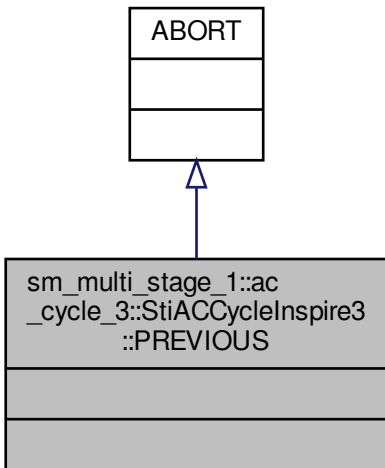 ABORT
sm_multi_stage_1::ac
_cycle_3::StiACCycleInspire3
::PREVIOUS